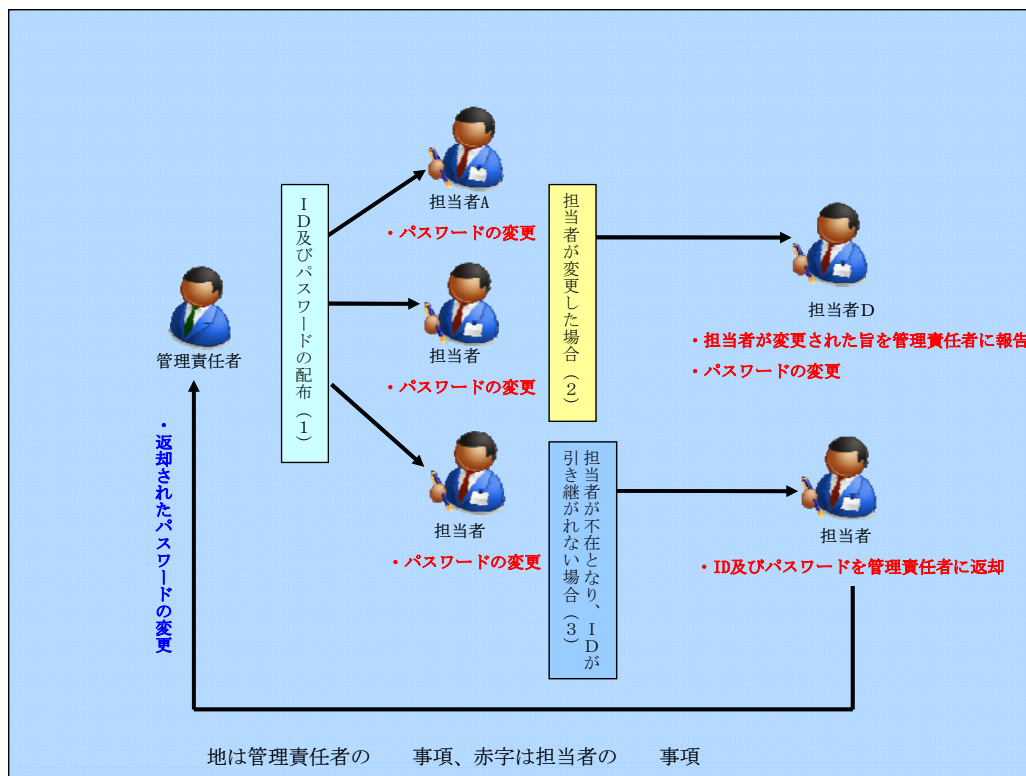 管理責任者
ID及びパスワードの配布(1)
担当者A
・パスワードの変更
担当者
・パスワードの変更
担当者
・パスワードの変更
担当者が変更した場合(2)
担当者D
・担当者が変更された旨を管理責任者に報告
・パスワードの変更
担当者が不在となり、IDが
引き継がれない場合(3)
担当者
・ID及びパスワードを管理責任者に返却
・返却されたパスワードの変更
地は管理責任者の 事項、赤字は担当者の 事項